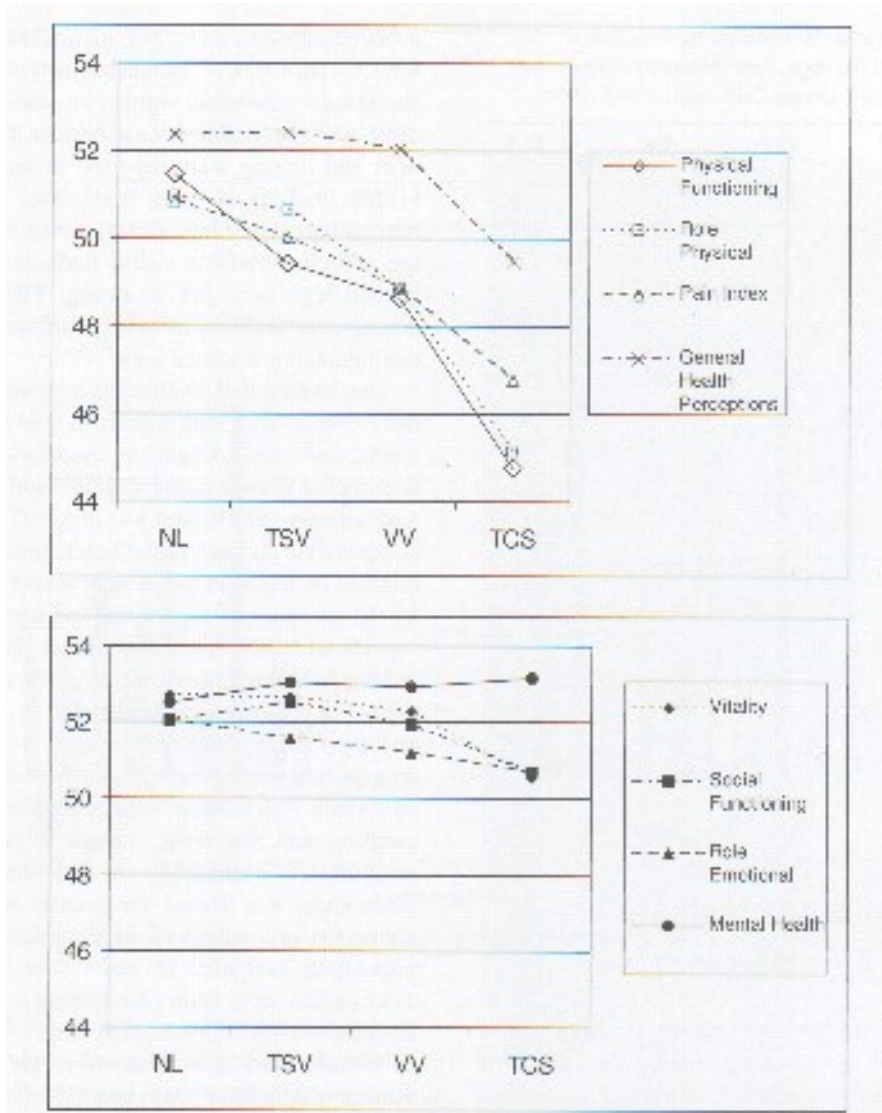 54
52
50
48
46
44
NL TSV VV TCS
Physical
Functioning
Role
Physical
Pain Index
General
Health
Perceptions
54
52
50
48
46
44
NL TSV VV TCS
Vitality
Social
Functioning
Role
Emotional
Mental Health